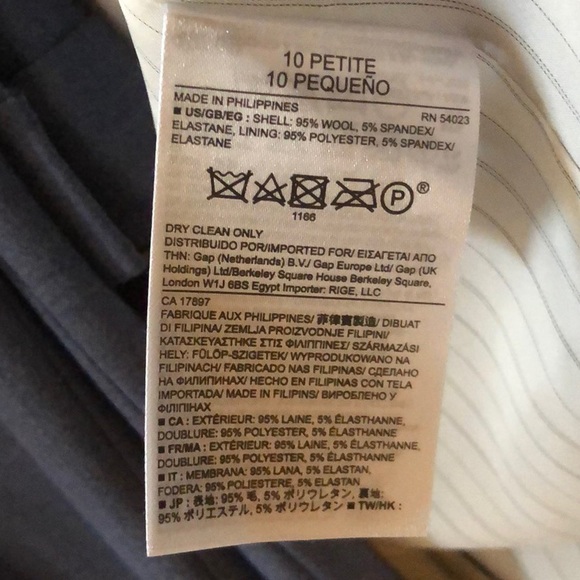 10 PETITE
10 PEQUEÑO
MADE IN PHILIPPINES RN 54023
■ US/GB/EG : SHELL: 95% WOOL, 5% SPANDEX/
ELASTANE, LINING: 95% POLYESTER, 5% SPANDEX/
ELASTANE
P ®
1166
DRY CLEAN ONLY
DISTRIBUIDO POR/IMPORTED FOR/ ΕΙΣΑΓΕΤΑΙ ΑΠΟ
THN: Gap (Netherlands) B.V./ Gap Europe Ltd/ Gap (UK
Holdings) Ltd/Berkeley Square House Berkeley Square,
London W1J 6BS Egypt Importer: RIGE, LLC
CA 17897
FABRIQUE AUX PHILIPPINES/ 菲律賓製造/ DIBUAT
DI FILIPINA/ ZEMLJA PROIZVODNJE FILIPINI/
ΚΑΤΑΣΚΕΥΑΣΘΗΚΕ ΣΤΙΣ ΦΙΛΙΠΠΙΝΕΣ/ SZÁRMAZÁSI
HELY: FÜLÖP-SZIGETEK/ WYPRODUKOWANO NA
FILIPINACH/ FABRICADO NAS FILIPINAS/ СДЕЛАНО
НА ФИЛИПИНАХ/ HECHO EN FILIPINAS CON TELA
IMPORTADA/ MADE IN FILIPINS/ ВИРОБЛЕНО У
ФІЛІПІНАХ
■ CA : EXTÉRIEUR: 95% LAINE, 5% ÉLASTHANNE,
DOUBLURE: 95% POLYESTER, 5% ÉLASTHANNE
■ FR/MA : EXTÉRIEUR: 95% LAINE, 5% ÉLASTHANNE,
DOUBLURE: 95% POLYESTER, 5% ÉLASTHANNE
■ IT : MEMBRANA: 95% LANA, 5% ELASTAN,
FODERA: 95% POLIESTERE, 5% ELASTAN
■ JP : 表地: 95% 毛, 5% ポリウレタン, 裏地:
95% ポリエステル, 5% ポリウレタン ■ TW/HK :